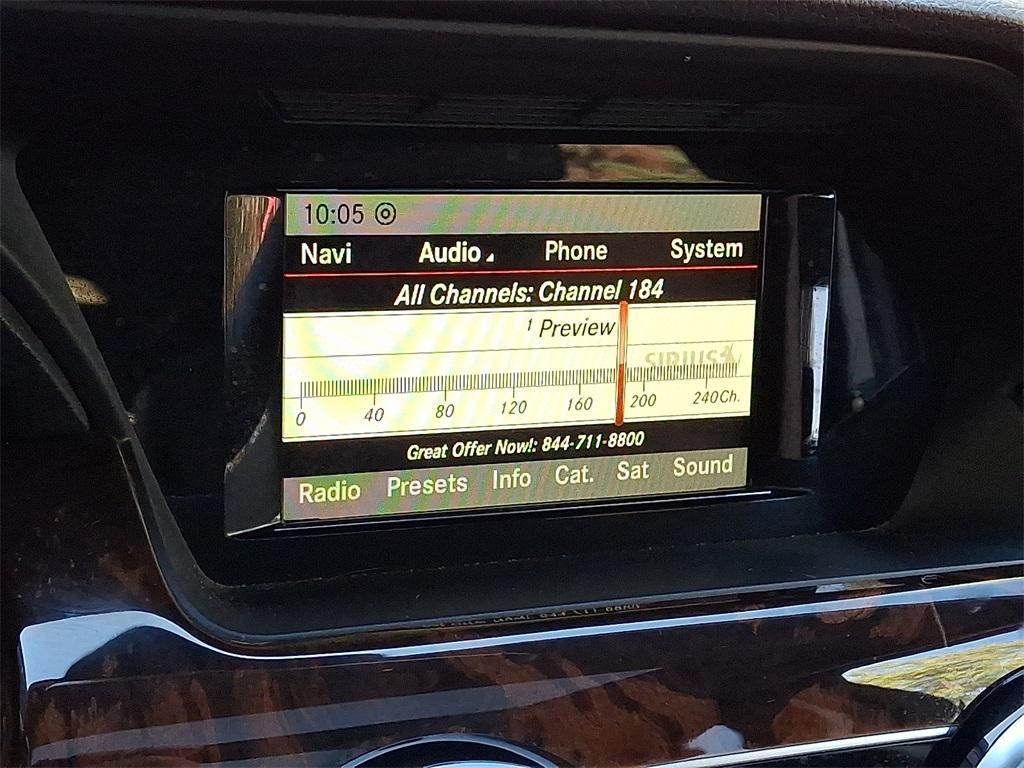 10:05
Navi Audio Phone System
All Channels: Channel 184
1 Preview
SIRIUS
0 40 80 120 160 200 240Ch.
Great Offer Now!: 844-711-8800
Radio Presets Info Cat. Sat Sound